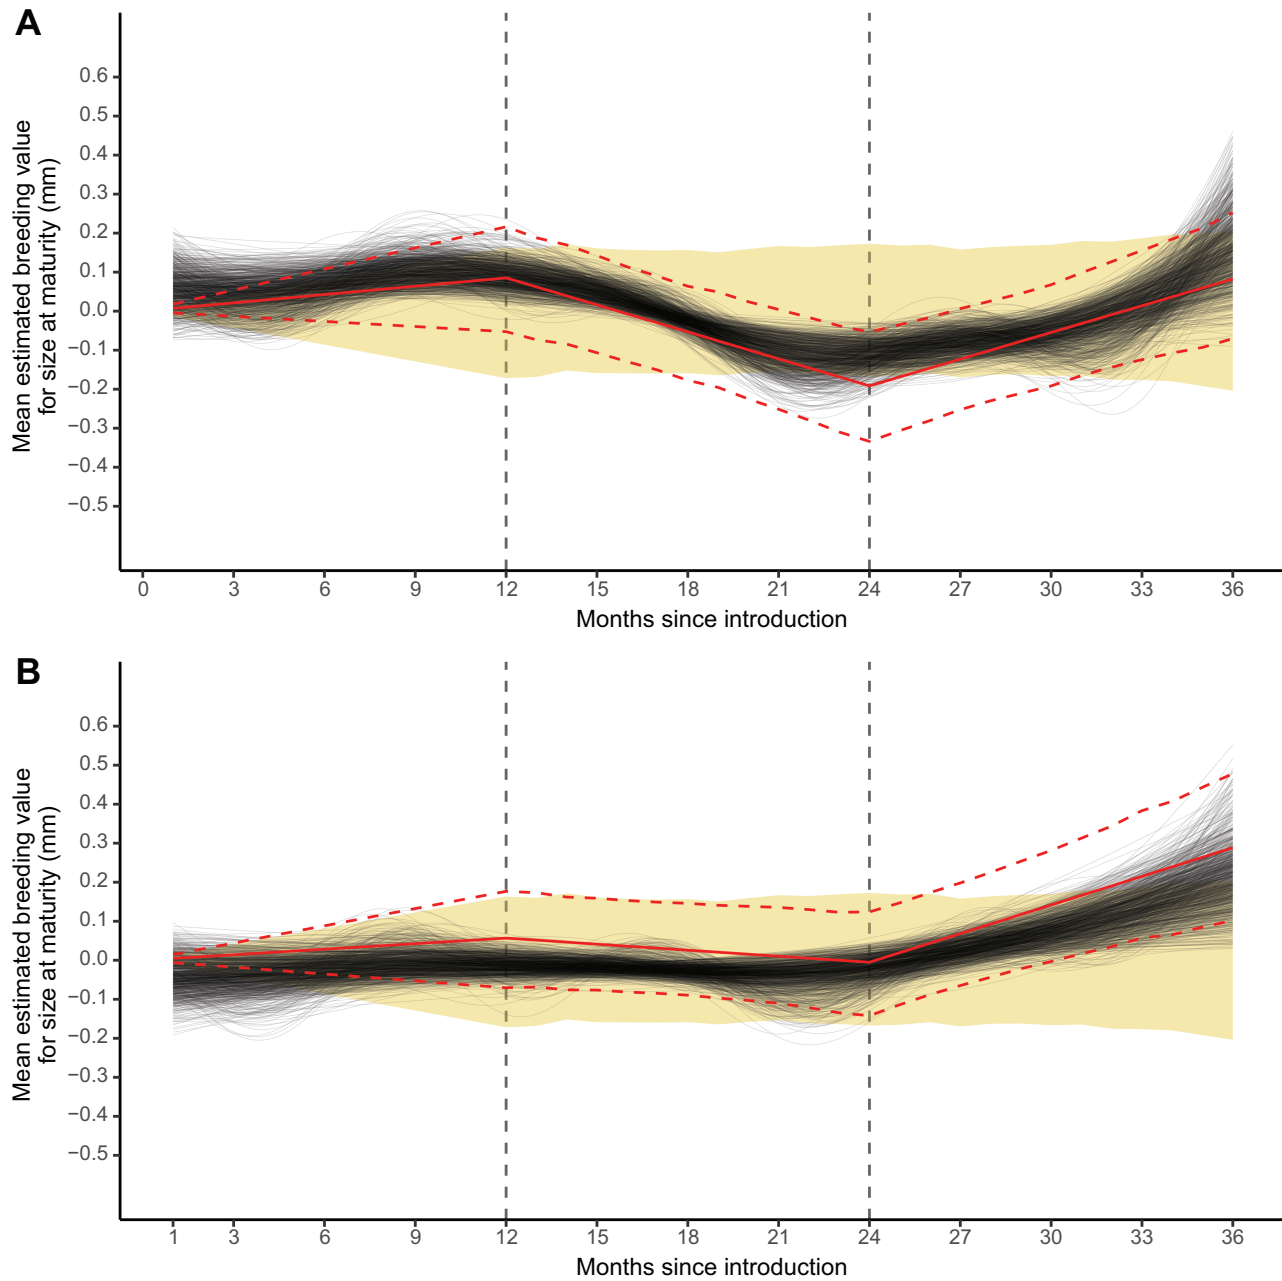 A
Mean estimated breeding value
for size at maturity (mm)
0.6
0.5
0.4
0.3
0.2
0.1
0.0
−0.1
−0.2
−0.3
−0.4
−0.5
0 3 6 9 12 15 18 21 24 27 30 33 36
Months since introduction
B
Mean estimated breeding value
for size at maturity (mm)
0.6
0.5
0.4
0.3
0.2
0.1
0.0
−0.1
−0.2
−0.3
−0.4
−0.5
1 3 6 9 12 15 18 21 24 27 30 33 36
Months since introduction